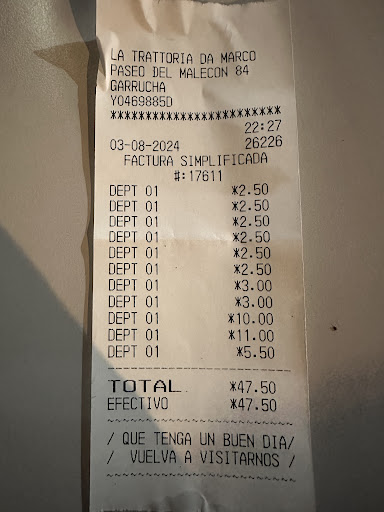 LA TRATTORIA DA MARCO
PASEO DEL MALECON 84
GARRUCHA
Y0469885D
************************
22:27
03-08-2024 26226
FACTURA SIMPLIFICADA
#:17611
DEPT 01 *2.50
DEPT 01 *2.50
DEPT 01 *2.50
DEPT 01 *2.50
DEPT 01 *2.50
DEPT 01 *2.50
DEPT 01 *3.00
DEPT 01 *3.00
DEPT 01 *10.00
DEPT 01 *11.00
DEPT 01 *5.50
TOTAL *47.50
EFECTIVO *47.50
/ QUE TENGA UN BUEN DIA/
/ VUELVA A VISITARNOS /